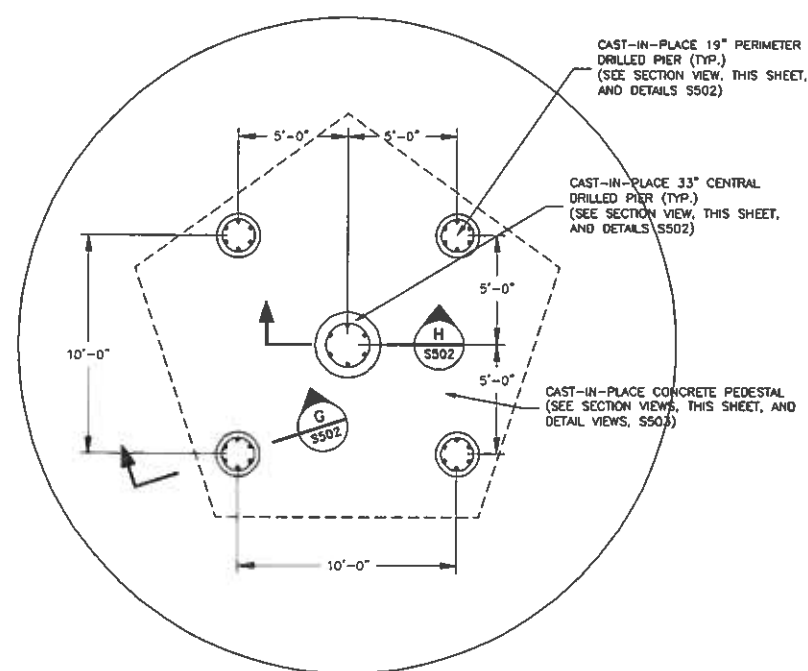 CAST-IN-PLACE 19" PERIMETER
DRILLED PIER (TYP.)
(SEE SECTION VIEW, THIS SHEET,
AND DETAILS S502)
5'-0" 5'-0"
CAST-IN-PLACE 33" CENTRAL
DRILLED PIER (TYP.)
(SEE SECTION VIEW, THIS SHEET,
AND DETAILS S502)
5'-0"
10'-0"
H
S502
5'-0"
CAST-IN-PLACE CONCRETE PEDESTAL
(SEE SECTION VIEWS, THIS SHEET, AND
DETAIL VIEWS, S503)
G
S502
10'-0"